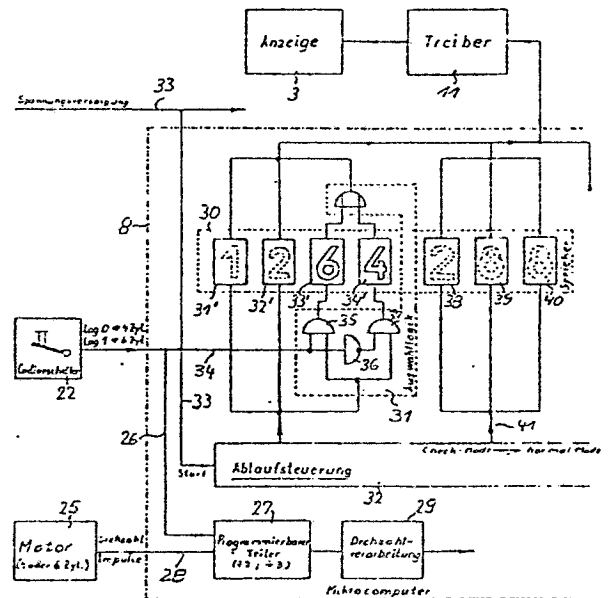 Anzeige
Treiber
3
11
33
Spannungsversorgung
8
30
1
2
6
4
2
0
0
Speicher
31'
32'
33'
34'
38
39
40
35
36
Auswahllogik
Log 0 = 4 Zyl.
Log 1 = 6 Zyl.
Codierschalter
22
34
31
33
26
41
Check-Mode
Normal Mode
Start
Ablaufsteuerung
32
25
27
29
Motor
(4 oder 6 Zyl.)
Drehzahl
Impulse
28
Programmierbarer
Teiler
(÷2, ÷3)
Drehzahl-
verarbeitung
Mikrocomputer